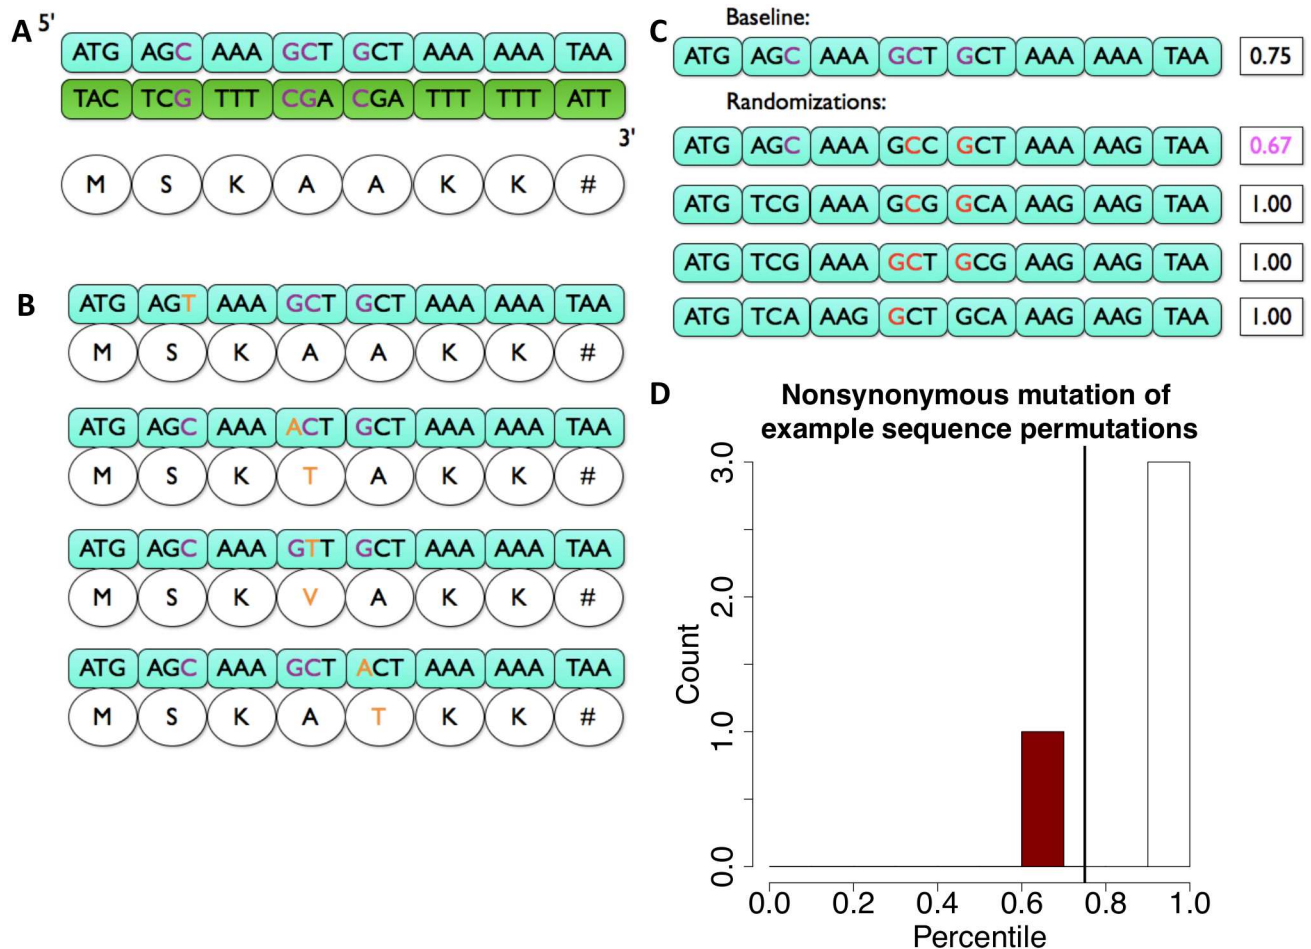 A 5'
ATG AGC AAA GCT GCT AAA AAA TAA
TAC TCG TTT CGA CGA TTT TTT ATT
3'
M S K A A K K #
B
ATG AGT AAA GCT GCT AAA AAA TAA
M S K A A K K #
ATG AGC AAA ACT GCT AAA AAA TAA
M S K T A K K #
ATG AGC AAA GTT GCT AAA AAA TAA
M S K V A K K #
ATG AGC AAA GCT ACT AAA AAA TAA
M S K A T K K #
C
Baseline:
ATG AGC AAA GCT GCT AAA AAA TAA 0.75
Randomizations:
ATG AGC AAA GCC GCT AAA AAG TAA 0.67
ATG TCG AAA GCG GCA AAG AAG TAA 1.00
ATG TCG AAA GCT GCG AAG AAG TAA 1.00
ATG TCA AAG GCT GCA AAG AAG TAA 1.00
D
Nonsynonymous mutation of
example sequence permutations
Count
3.0
2.0
1.0
0.0
0.0 0.2 0.4 0.6 0.8 1.0
Percentile